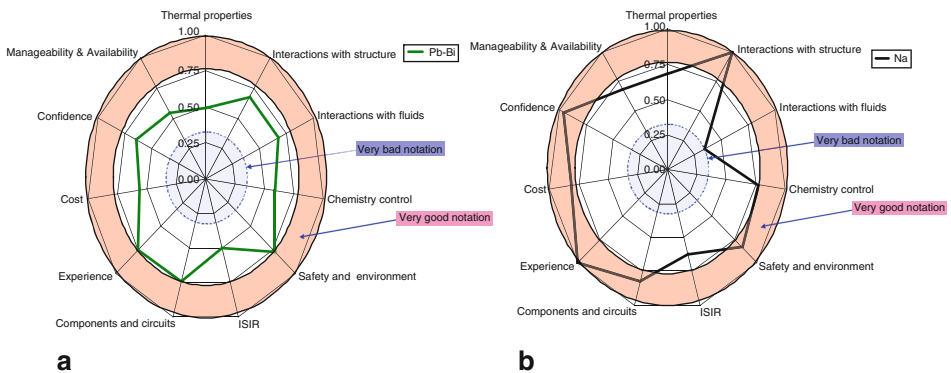 Thermal properties
1.00
Manageability & Availability
Interactions with structure
Pb-Bi
0.75
0.50
Confidence
Interactions with fluids
0.25
Very bad notation
0.00
Cost
Chemistry control
Very good notation
Experience
Safety and environment
Components and circuits
ISIR
a
Thermal properties
1.00
Manageability & Availability
Interactions with structure
Na
0.75
0.50
Confidence
Interactions with fluids
0.25
Very bad notation
0.00
Cost
Chemistry control
Very good notation
Experience
Safety and environment
Components and circuits
ISIR
b